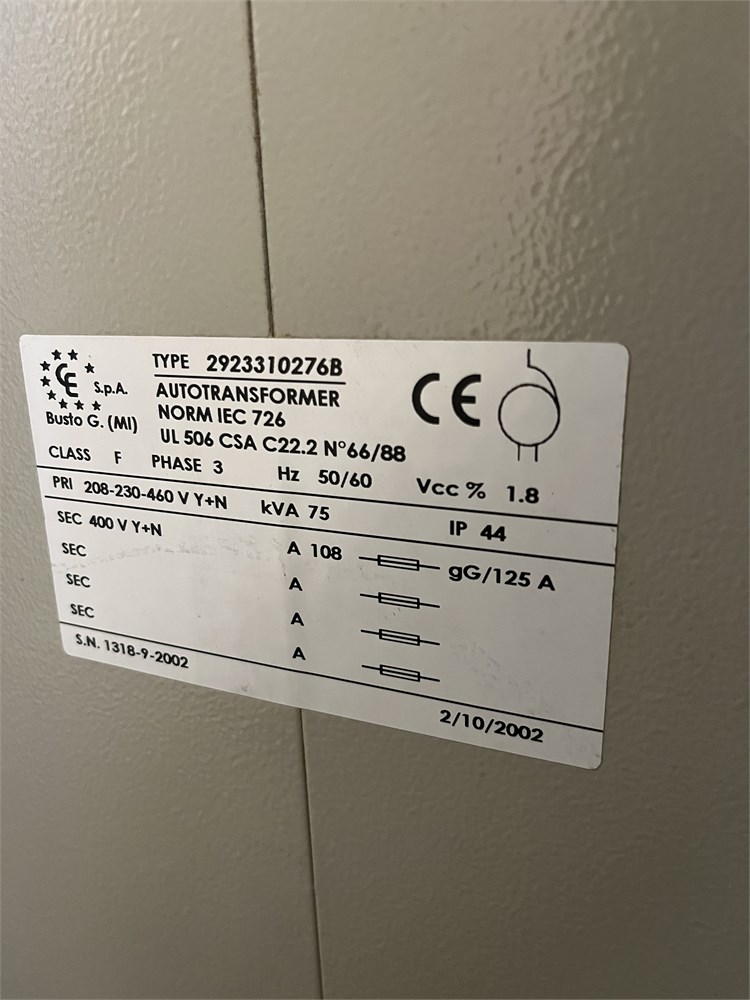 CE S.p.A.
Busto G. (MI)
TYPE 2923310276B
AUTOTRANSFORMER
NORM IEC 726
UL 506 CSA C22.2 N°66/88
CE
CLASS F PHASE 3 Hz 50/60 Vcc % 1.8
PRI 208-230-460 V Y+N kVA 75 IP 44
SEC 400 V Y+N A 108 gG/125 A
SEC A
SEC A
SEC A
S.N. 1318-9-2002 2/10/2002